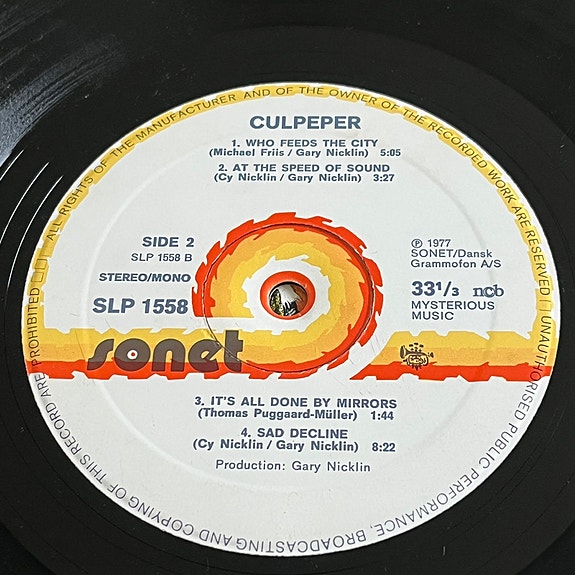 CULPEPER
1. WHO FEEDS THE CITY
(Michael Friis / Gary Nicklin) 5:05
2. AT THE SPEED OF SOUND
(Cy Nicklin / Gary Nicklin) 3:27
SIDE 2
SLP 1558 B
STEREO/MONO
SLP 1558
℗ 1977
SONET/Dansk
Grammofon A/S
33 1/3 ncb
MYSTERIOUS
MUSIC
sonet
3. IT'S ALL DONE BY MIRRORS
(Thomas Puggaard-Müller) 1:44
4. SAD DECLINE
(Cy Nicklin / Gary Nicklin) 8:22
Production: Gary Nicklin
ALL RIGHTS OF THE MANUFACTURER AND OF THE OWNER OF THE RECORDED WORK ARE RESERVED UNAUTHORISED PUBLIC PERFORMANCE, BROADCASTING AND COPYING OF THIS RECORD ARE PROHIBITED